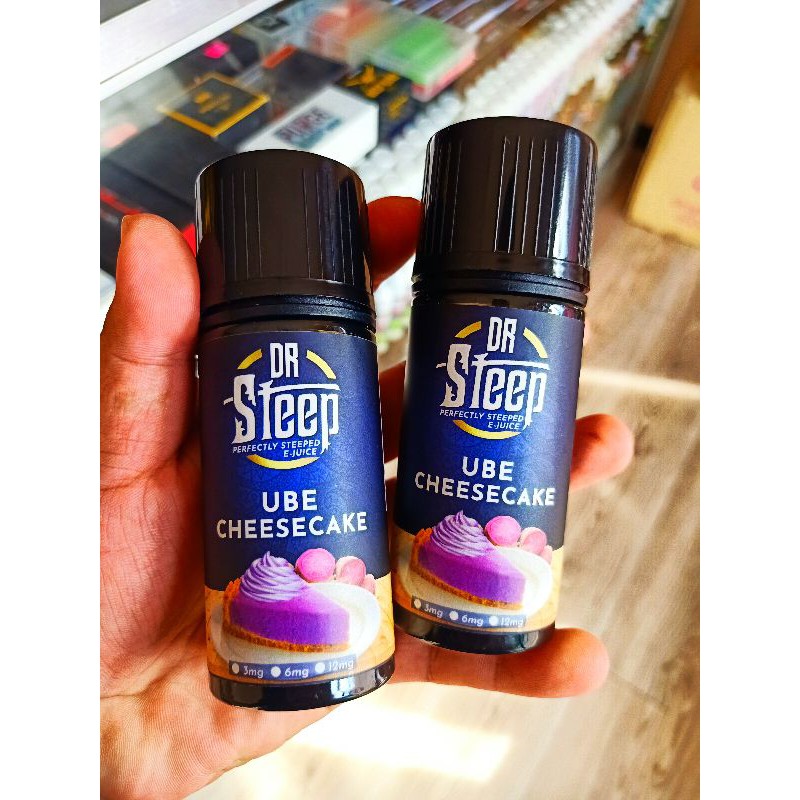 DR
Steep
PERFECTLY STEEPED
E-JUICE
UBE
CHEESECAKE
3mg 6mg 12mg
DR
Steep
PERFECTLY STEEPED
E-JUICE
UBE
CHEESECAKE
3mg 6mg 12mg